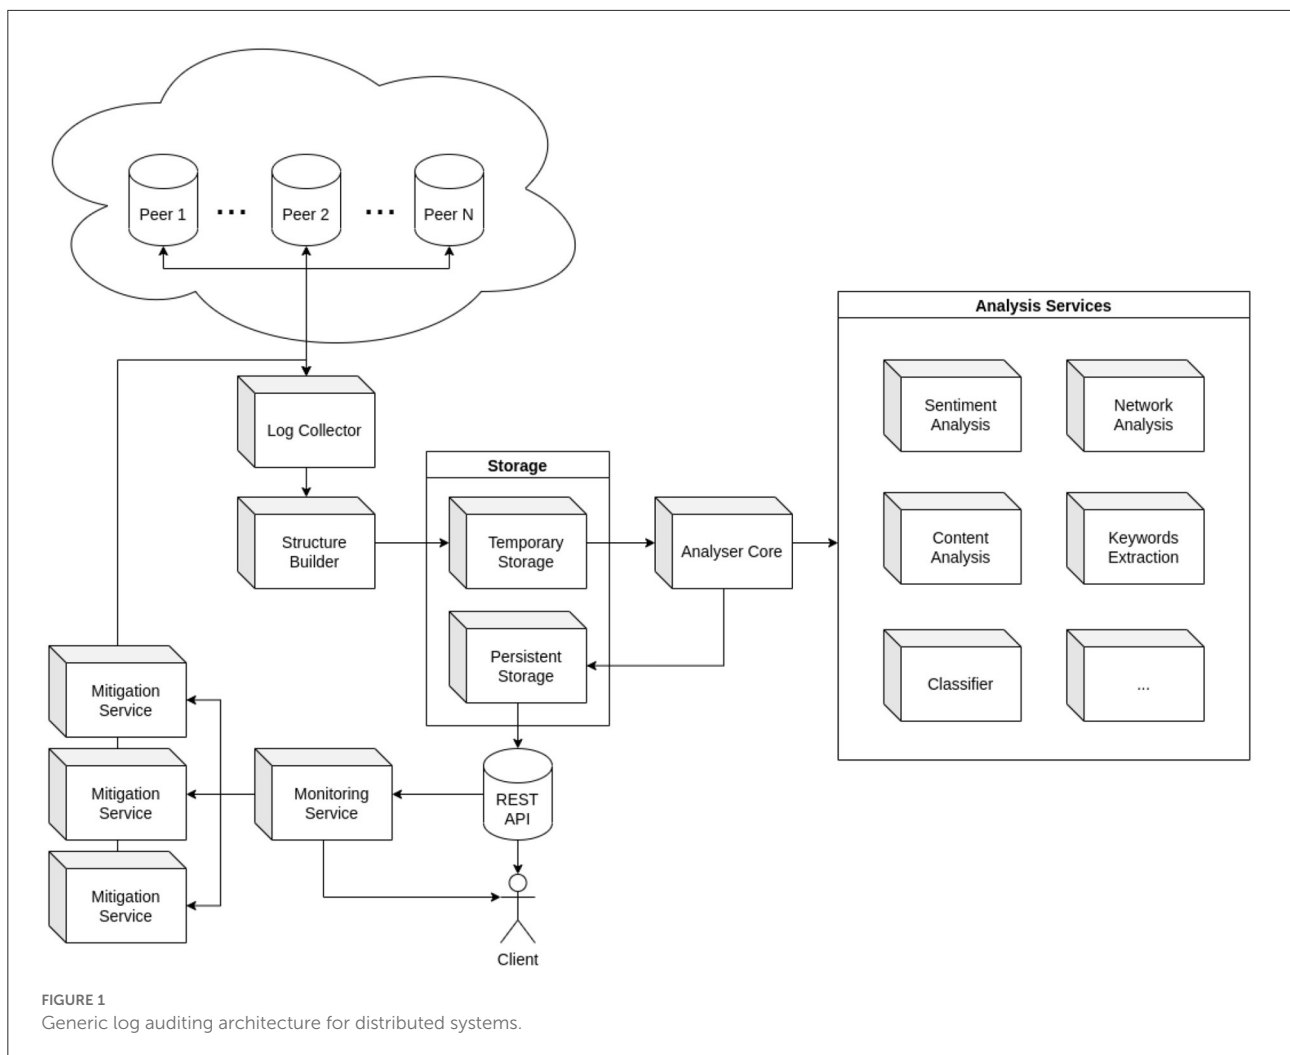 Peer 1
...
Peer 2
...
Peer N
Analysis Services
Sentiment
Analysis
Network
Analysis
Log Collector
Storage
Structure
Builder
Temporary
Storage
Analyser Core
Content
Analysis
Keywords
Extraction
Persistent
Storage
Classifier
...
Mitigation
Service
Mitigation
Service
Monitoring
Service
REST
API
Mitigation
Service
Client
FIGURE 1
Generic log auditing architecture for distributed systems.